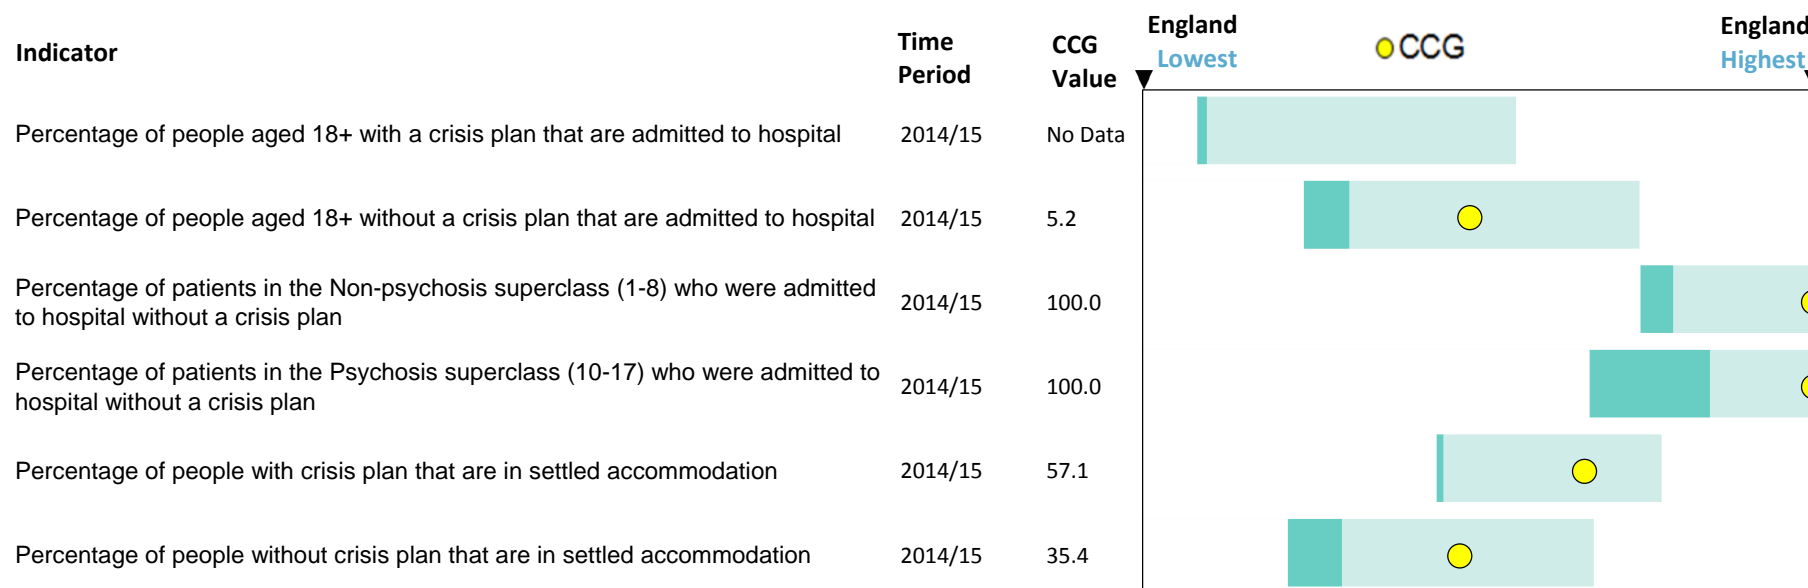 Indicator
Time
Period
CCG
Value
England
Lowest
CCG
England
Highest
Percentage of people aged 18+ with a crisis plan that are admitted to hospital 2014/15 No Data
Percentage of people aged 18+ without a crisis plan that are admitted to hospital 2014/15 5.2
Percentage of patients in the Non-psychosis superclass (1-8) who were admitted
to hospital without a crisis plan 2014/15 100.0
Percentage of patients in the Psychosis superclass (10-17) who were admitted to
hospital without a crisis plan 2014/15 100.0
Percentage of people with crisis plan that are in settled accommodation 2014/15 57.1
Percentage of people without crisis plan that are in settled accommodation 2014/15 35.4